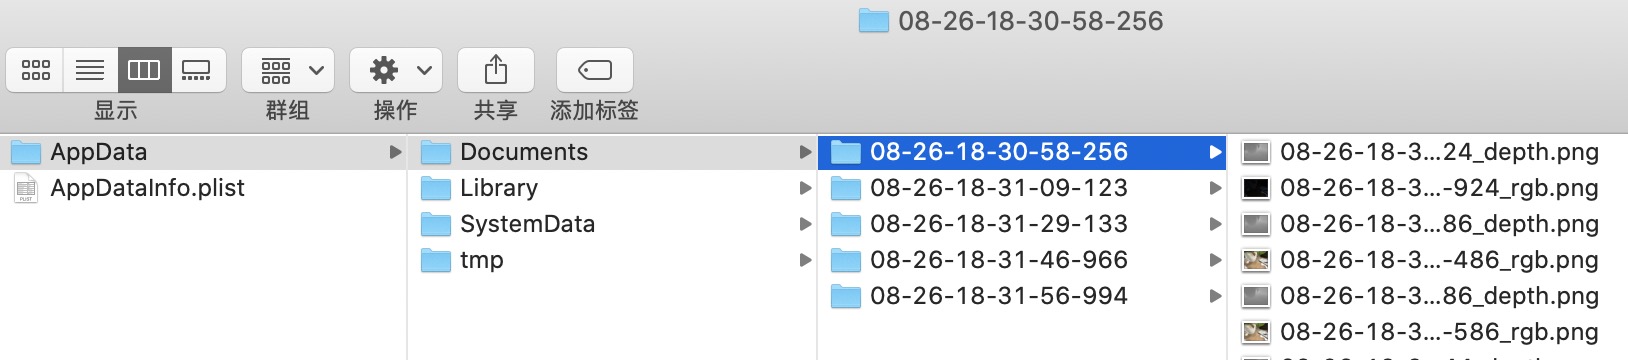 08-26-18-30-58-256
显示
群组
操作
共享
添加标签
AppData
AppDataInfo.plist
Documents
Library
SystemData
tmp
08-26-18-30-58-256
08-26-18-31-09-123
08-26-18-31-29-133
08-26-18-31-46-966
08-26-18-31-56-994
08-26-18-3...24_depth.png
08-26-18-3...-924_rgb.png
08-26-18-3...86_depth.png
08-26-18-3...-486_rgb.png
08-26-18-3...86_depth.png
08-26-18-3...-586_rgb.png